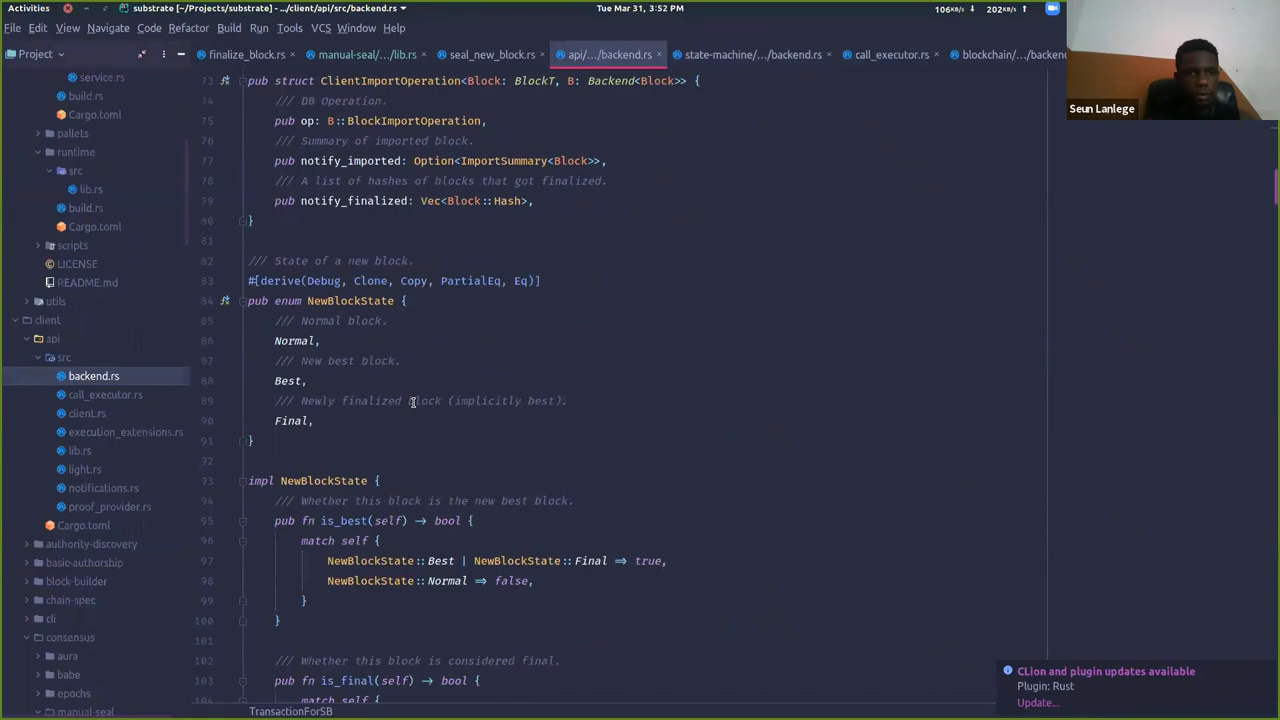 Activities
substrate [~/Projects/substrate] - .../client/api/src/backend.rs
Tue Mar 31, 3:52 PM
106KB/s
202KB/s
File Edit View Navigate Code Refactor Build Run Tools VCS Window Help
Project
finalize_block.rs
manual-seal/.../lib.rs
seal_new_block.rs
api/.../backend.rs
state-machine/.../backend.rs
call_executor.rs
blockchain/.../backend
Seun Lanlege
service.rs
build.rs
Cargo.toml
pallets
runtime
src
lib.rs
build.rs
Cargo.toml
scripts
LICENSE
README.md
utils
client
api
src
backend.rs
call_executor.rs
client.rs
execution_extensions.rs
lib.rs
light.rs
notifications.rs
proof_provider.rs
Cargo.toml
authority-discovery
basic-authorship
block-builder
chain-spec
cli
consensus
aura
babe
epochs
manual-seal
73 pub struct ClientImportOperation<Block: BlockT, B: Backend<Block>> {
74 /// DB Operation.
75 pub op: B::BlockImportOperation,
76 /// Summary of imported block.
77 pub notify_imported: Option<ImportSummary<Block>>,
78 /// A list of hashes of blocks that got finalized.
79 pub notify_finalized: Vec<Block::Hash>,
80 }
81
82 /// State of a new block.
83 #[derive(Debug, Clone, Copy, PartialEq, Eq)]
84 pub enum NewBlockState {
85 /// Normal block.
86 Normal,
87 /// New best block.
88 Best,
89 /// Newly finalized block (implicitly best).
90 Final,
91 }
92
93 impl NewBlockState {
94 /// Whether this block is the new best block.
95 pub fn is_best(self) → bool {
96 match self {
97 NewBlockState::Best | NewBlockState::Final ⇒ true,
98 NewBlockState::Normal ⇒ false,
99 }
100 }
101
102 /// Whether this block is considered final.
103 pub fn is_final(self) → bool {
104 match self {
TransactionForSB
CLion and plugin updates available
Plugin: Rust
Update...